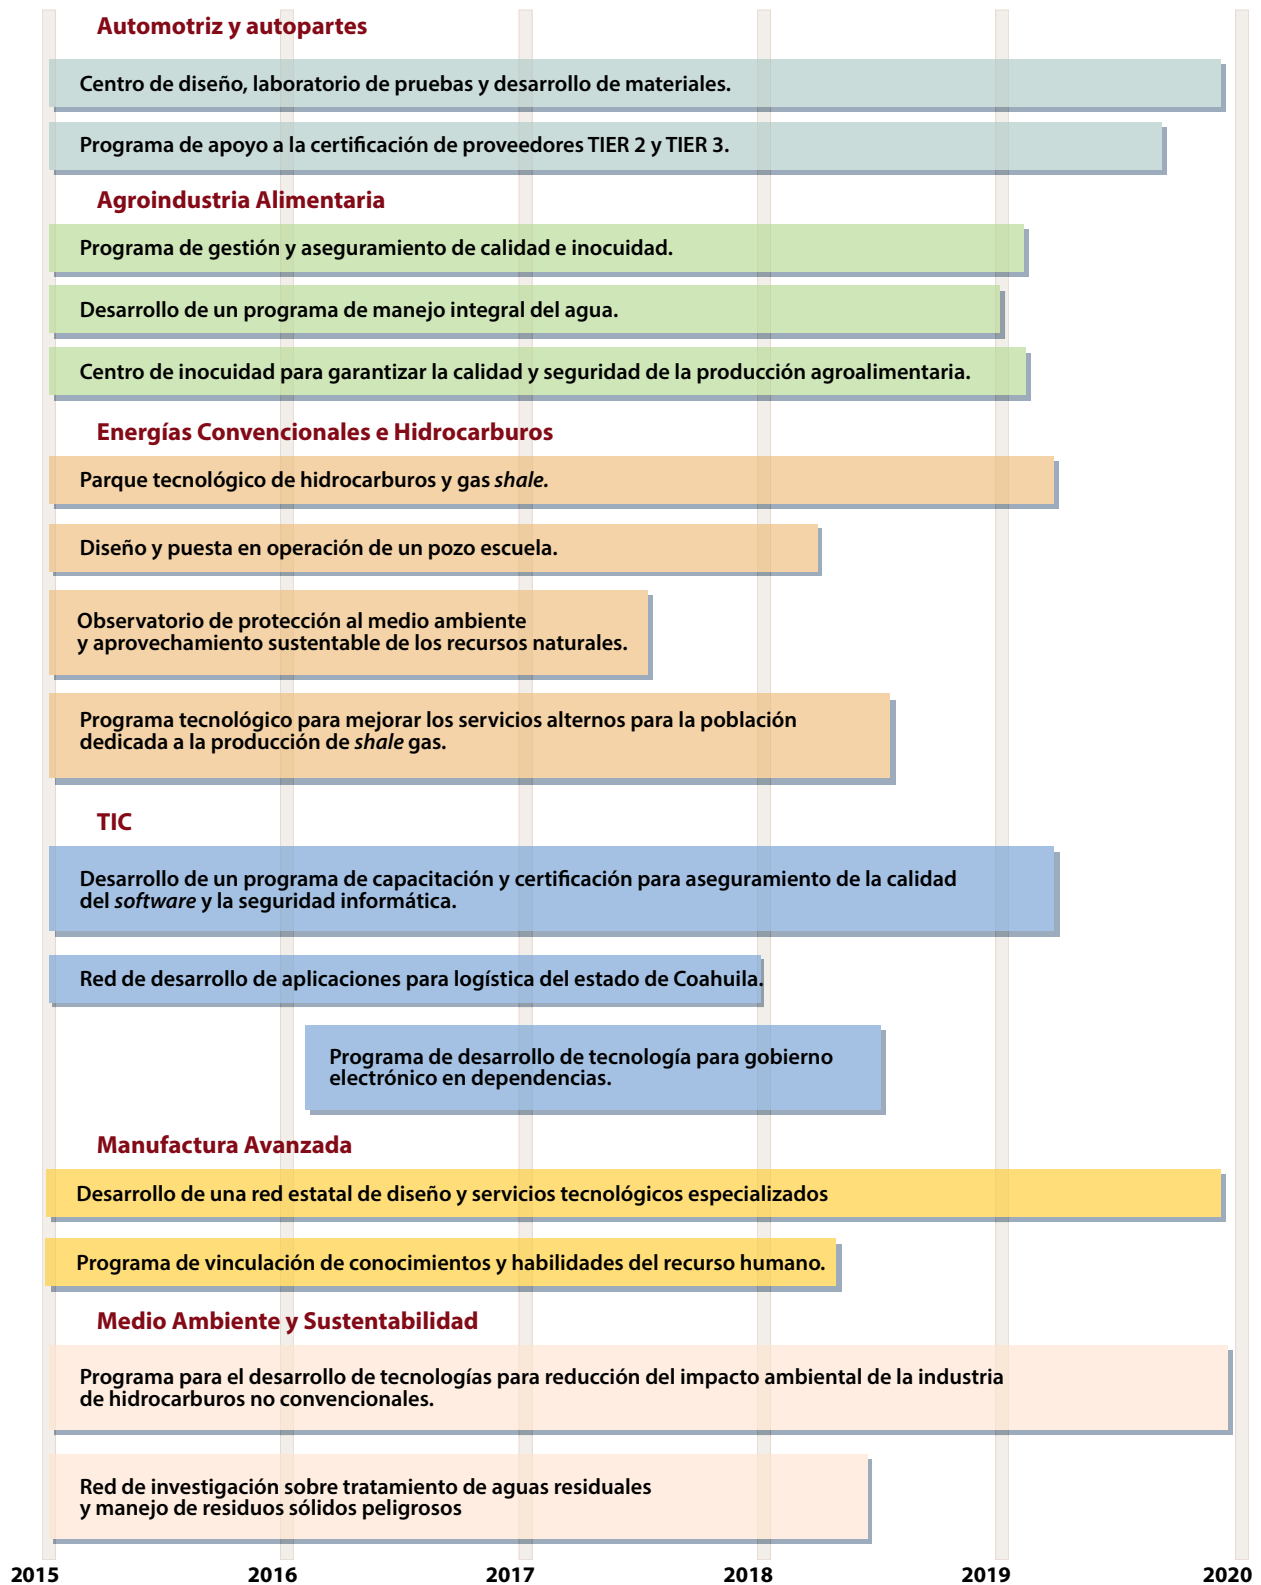 Automotriz y autopartes
Centro de diseño, laboratorio de pruebas y desarrollo de materiales.
Programa de apoyo a la certificación de proveedores TIER 2 y TIER 3.
Agroindustria Alimentaria
Programa de gestión y aseguramiento de calidad e inocuidad.
Desarrollo de un programa de manejo integral del agua.
Centro de inocuidad para garantizar la calidad y seguridad de la producción agroalimentaria.
Energías Convencionales e Hidrocarburos
Parque tecnológico de hidrocarburos y gas shale.
Diseño y puesta en operación de un pozo escuela.
Observatorio de protección al medio ambiente
y aprovechamiento sustentable de los recursos naturales.
Programa tecnológico para mejorar los servicios alternos para la población
dedicada a la producción de shale gas.
TIC
Desarrollo de un programa de capacitación y certificación para aseguramiento de la calidad
del software y la seguridad informática.
Red de desarrollo de aplicaciones para logística del estado de Coahuila.
Programa de desarrollo de tecnología para gobierno
electrónico en dependencias.
Manufactura Avanzada
Desarrollo de una red estatal de diseño y servicios tecnológicos especializados
Programa de vinculación de conocimientos y habilidades del recurso humano.
Medio Ambiente y Sustentabilidad
Programa para el desarrollo de tecnologías para reducción del impacto ambiental de la industria
de hidrocarburos no convencionales.
Red de investigación sobre tratamiento de aguas residuales
y manejo de residuos sólidos peligrosos
2015 2016 2017 2018 2019 2020